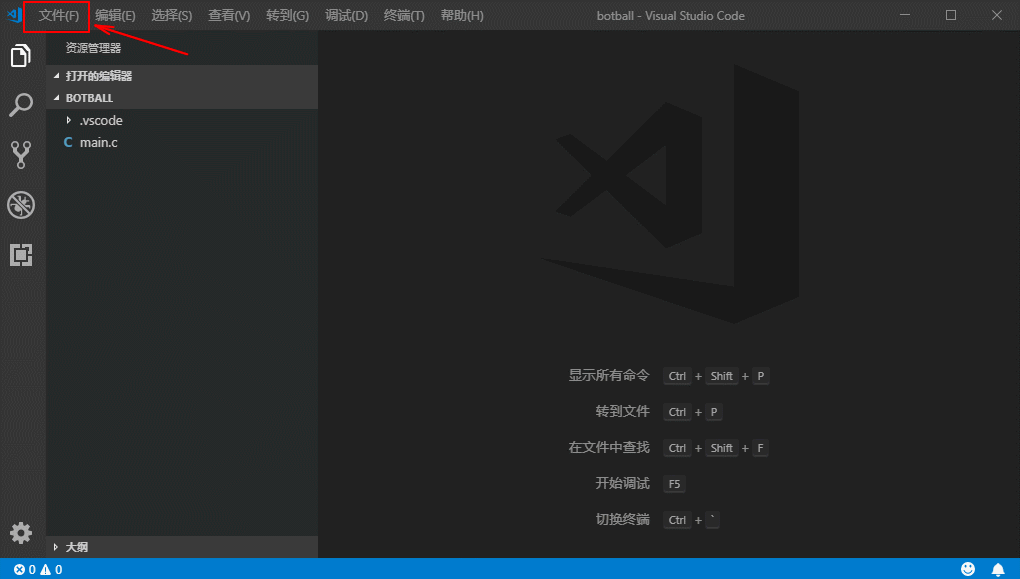 文件(F) 编辑(E) 选择(S) 查看(V) 转到(G) 调试(D) 终端(T) 帮助(H) botball - Visual Studio Code
资源管理器
打开的编辑器
BOTBALL
.vscode
C main.c
显示所有命令 Ctrl + Shift + P
转到文件 Ctrl + P
在文件中查找 Ctrl + Shift + F
开始调试 F5
切换终端 Ctrl + `
大纲
0 0